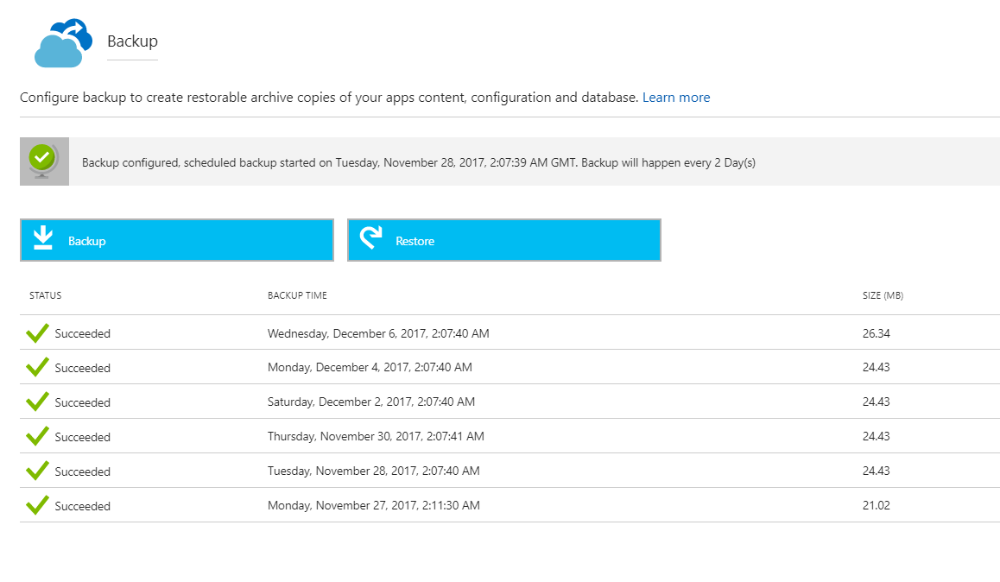 Backup
Configure backup to create restorable archive copies of your apps content, configuration and database. Learn more
Backup configured, scheduled backup started on Tuesday, November 28, 2017, 2:07:39 AM GMT. Backup will happen every 2 Day(s)
Backup Restore
STATUS BACKUP TIME SIZE (MB)
Succeeded Wednesday, December 6, 2017, 2:07:40 AM 26.34
Succeeded Monday, December 4, 2017, 2:07:40 AM 24.43
Succeeded Saturday, December 2, 2017, 2:07:40 AM 24.43
Succeeded Thursday, November 30, 2017, 2:07:41 AM 24.43
Succeeded Tuesday, November 28, 2017, 2:07:40 AM 24.43
Succeeded Monday, November 27, 2017, 2:11:30 AM 21.02